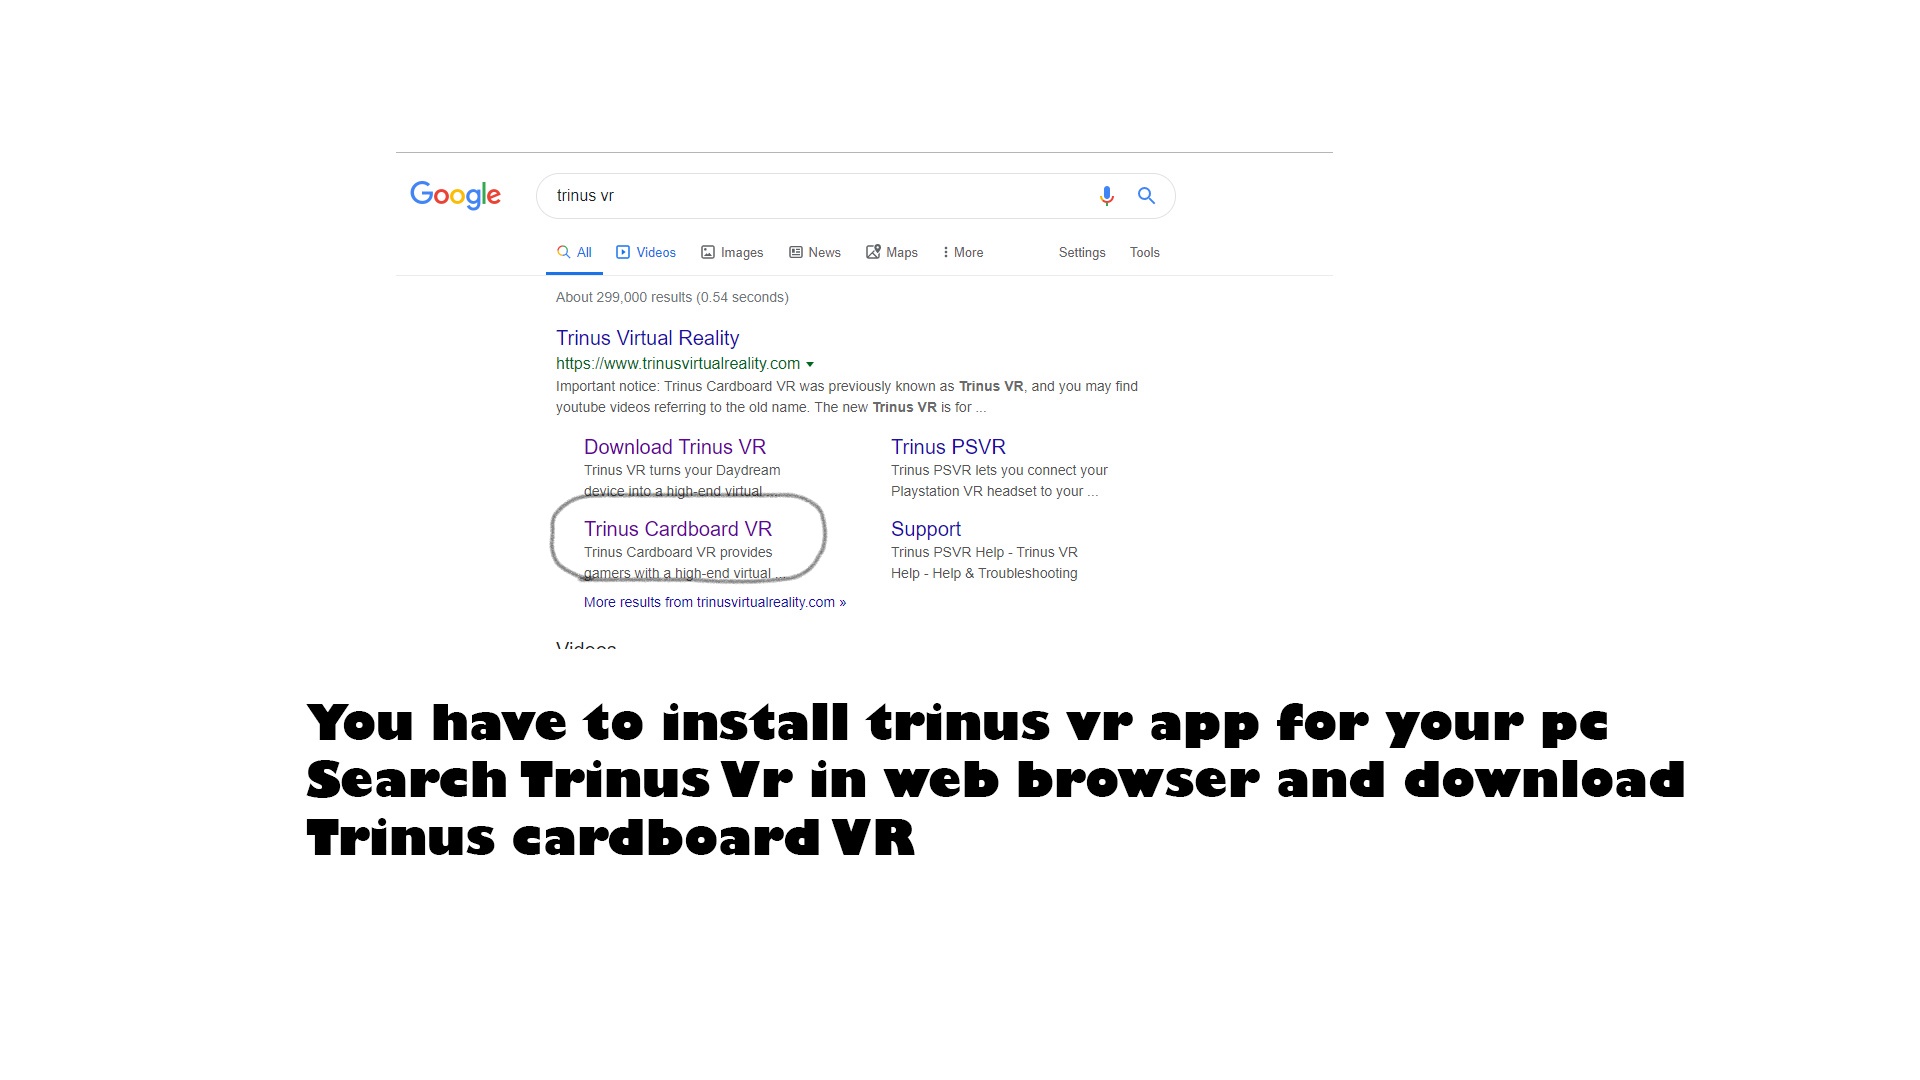 Google
trinus vr
All Videos Images News Maps More Settings Tools
About 299,000 results (0.54 seconds)
Trinus Virtual Reality
https://www.trinusvirtualreality.com
Important notice: Trinus Cardboard VR was previously known as Trinus VR, and you may find
youtube videos referring to the old name. The new Trinus VR is for ...
Download Trinus VR
Trinus VR turns your Daydream
device into a high-end virtual ...
Trinus PSVR
Trinus PSVR lets you connect your
Playstation VR headset to your ...
Trinus Cardboard VR
Trinus Cardboard VR provides
gamers with a high-end virtual ...
Support
Trinus PSVR Help - Trinus VR
Help - Help & Troubleshooting
More results from trinusvirtualreality.com »
Videos
You have to install trinus vr app for your pc
Search Trinus Vr in web browser and download
Trinus cardboard VR